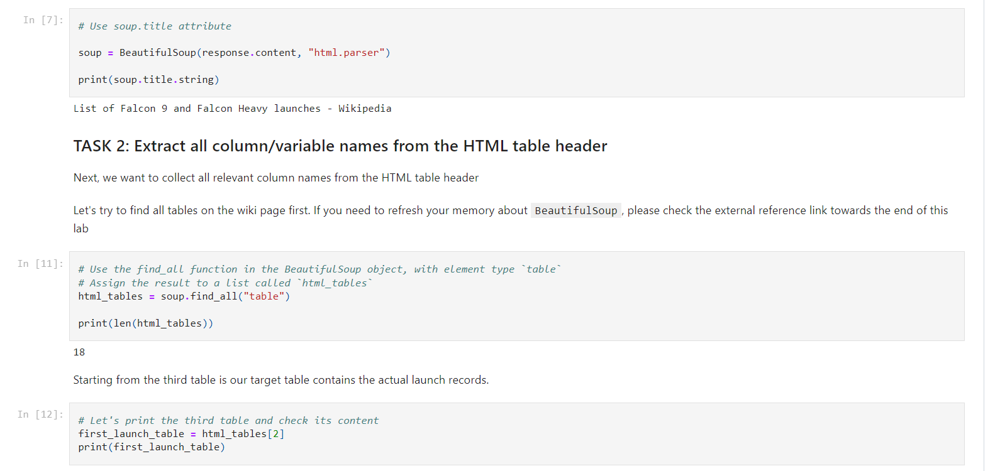 In [7]:
# Use soup.title attribute
soup = BeautifulSoup(response.content, "html.parser")
print(soup.title.string)
List of Falcon 9 and Falcon Heavy launches - Wikipedia
TASK 2: Extract all column/variable names from the HTML table header
Next, we want to collect all relevant column names from the HTML table header
Let's try to find all tables on the wiki page first. If you need to refresh your memory about BeautifulSoup, please check the external reference link towards the end of this
lab
In [11]:
# Use the find_all function in the BeautifulSoup object, with element type `table`
# Assign the result to a list called `html_tables`
html_tables = soup.find_all("table")
print(len(html_tables))
18
Starting from the third table is our target table contains the actual launch records.
In [12]:
# Let's print the third table and check its content
first_launch_table = html_tables[2]
print(first_launch_table)